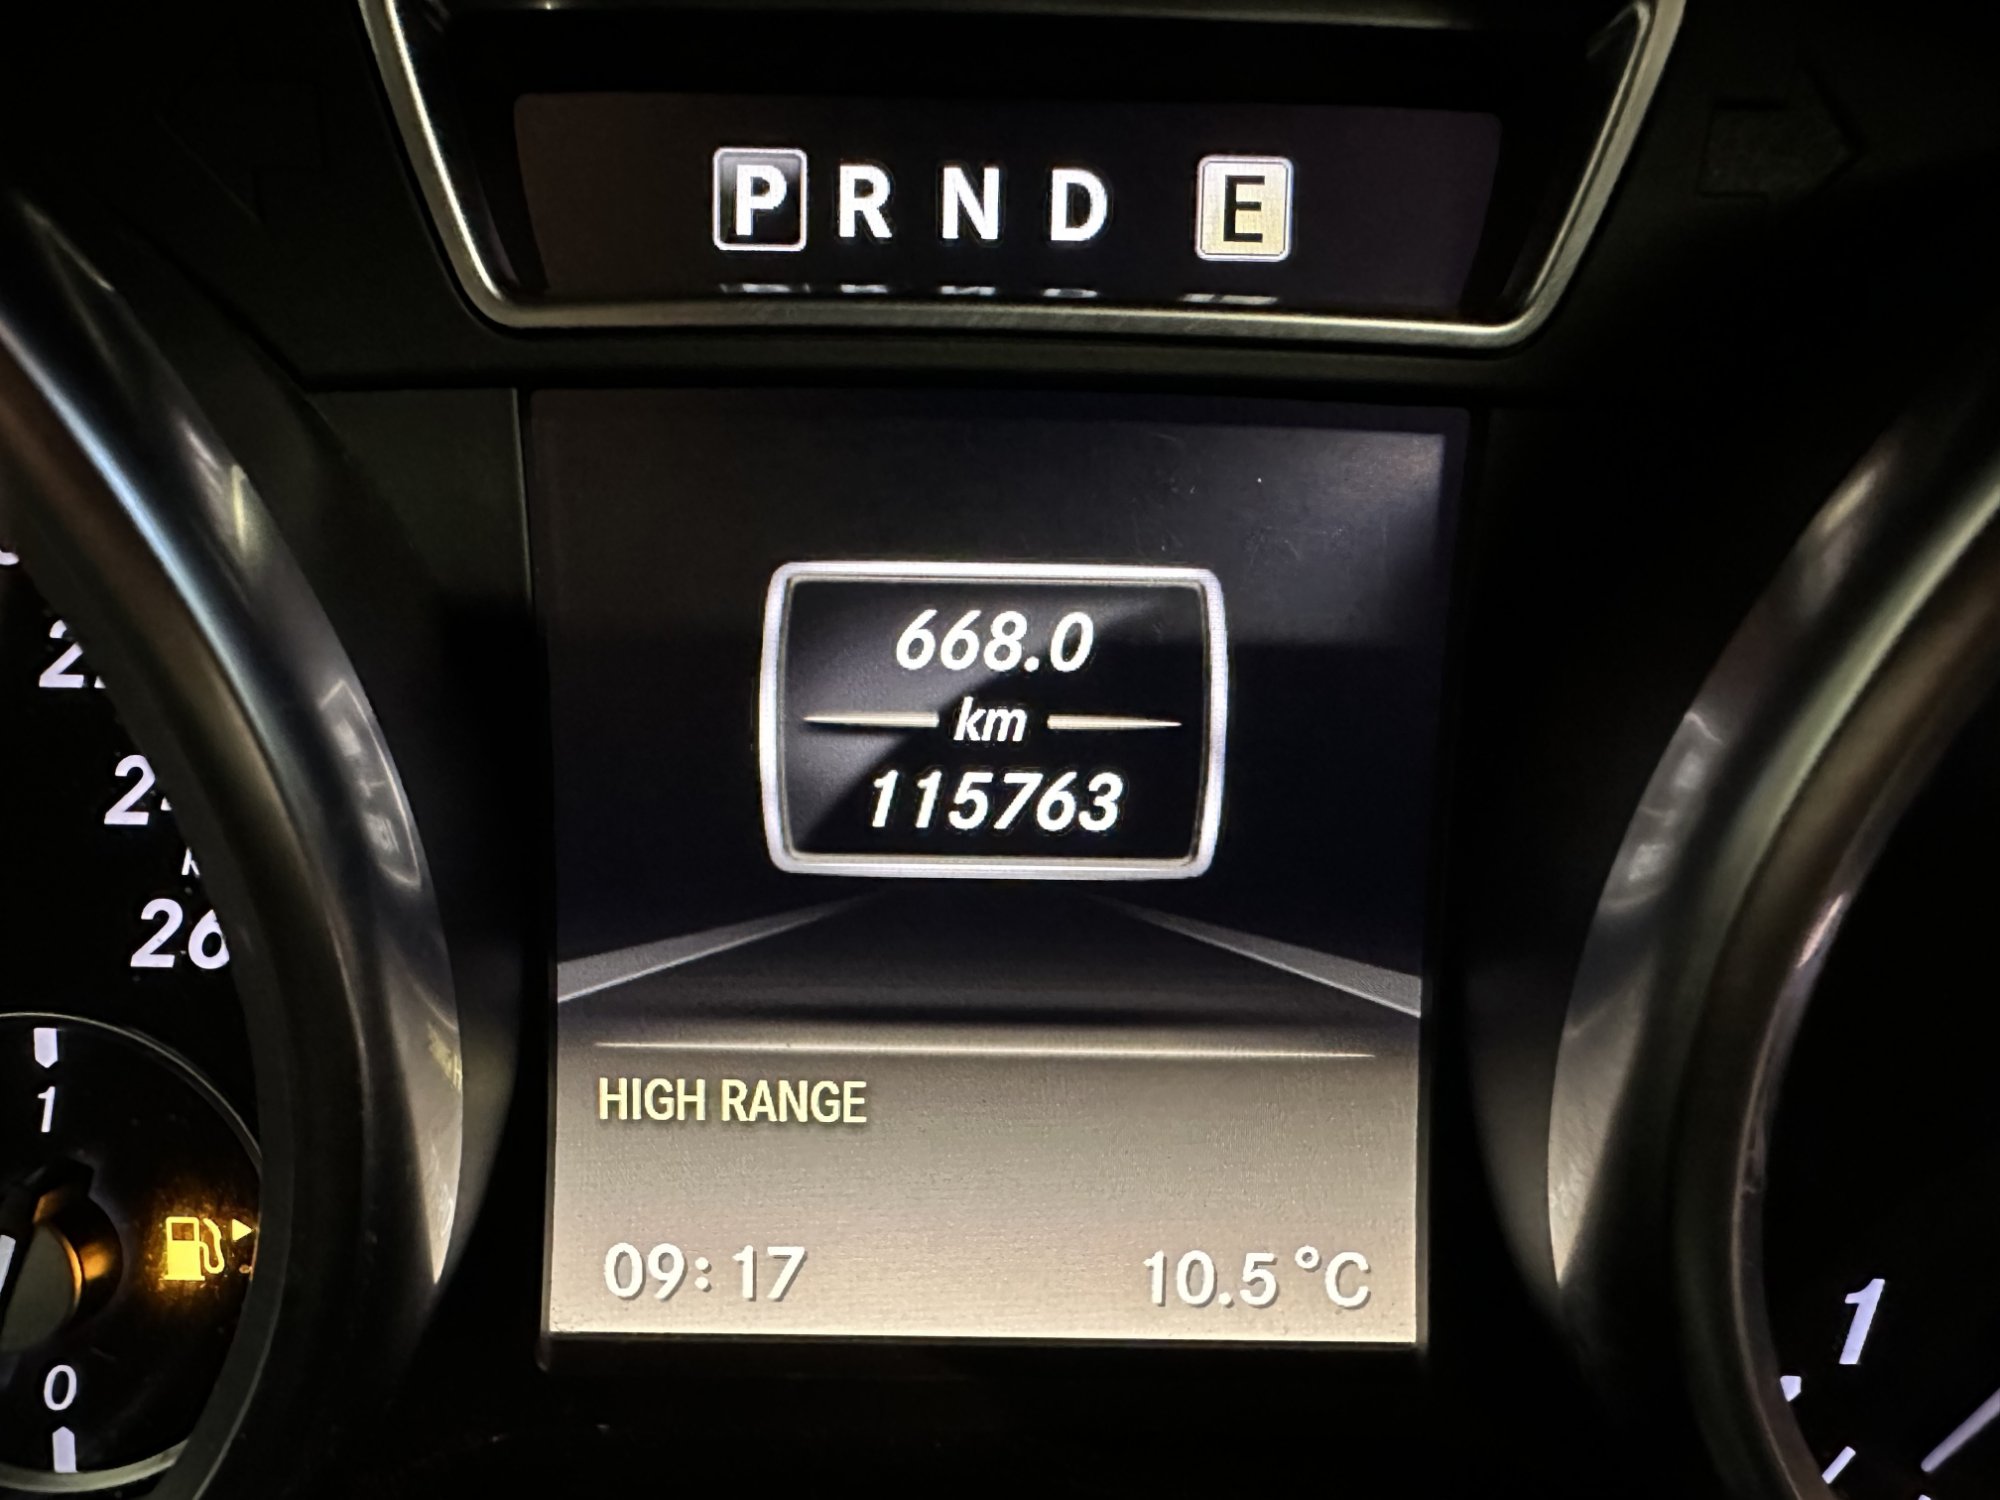 P R N D E
668.0
km
115763
26
1
HIGH RANGE
09:17 10.5 °C
0
1